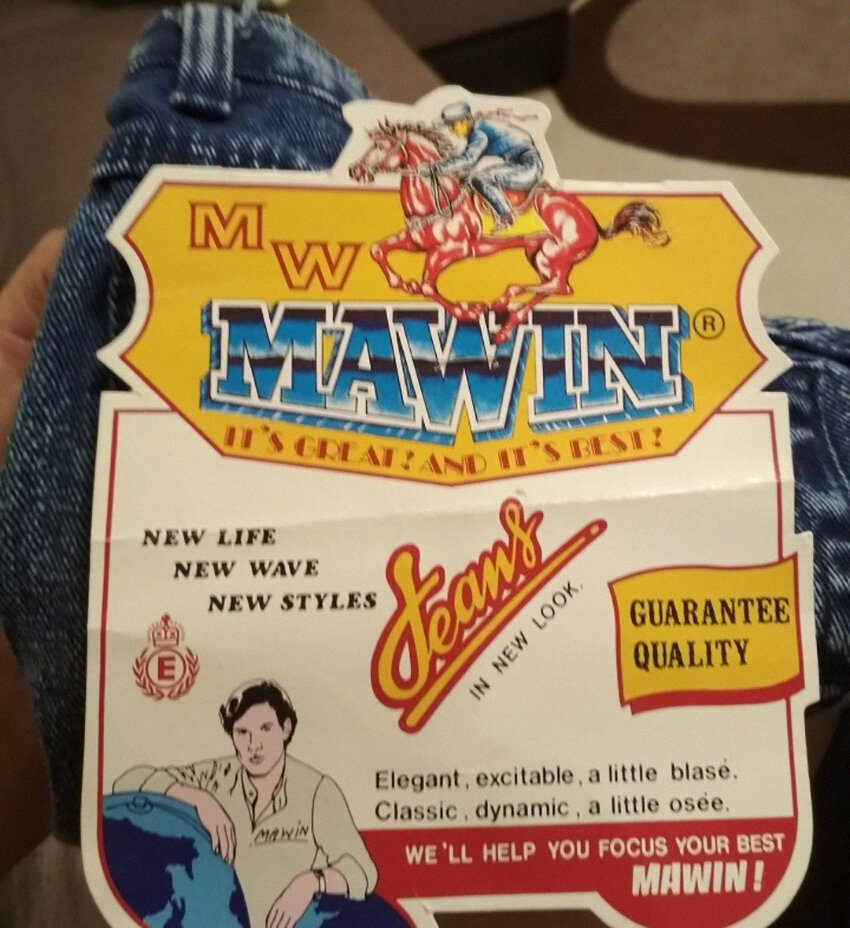 M W
MAWIN ®
IT'S GREAT! AND IT'S BEST!
NEW LIFE
NEW WAVE
NEW STYLES
Jeans
IN NEW LOOK.
GUARANTEE
QUALITY
E
MAWIN
Elegant, excitable, a little blasé.
Classic, dynamic, a little osée.
WE'LL HELP YOU FOCUS YOUR BEST
MAWIN!